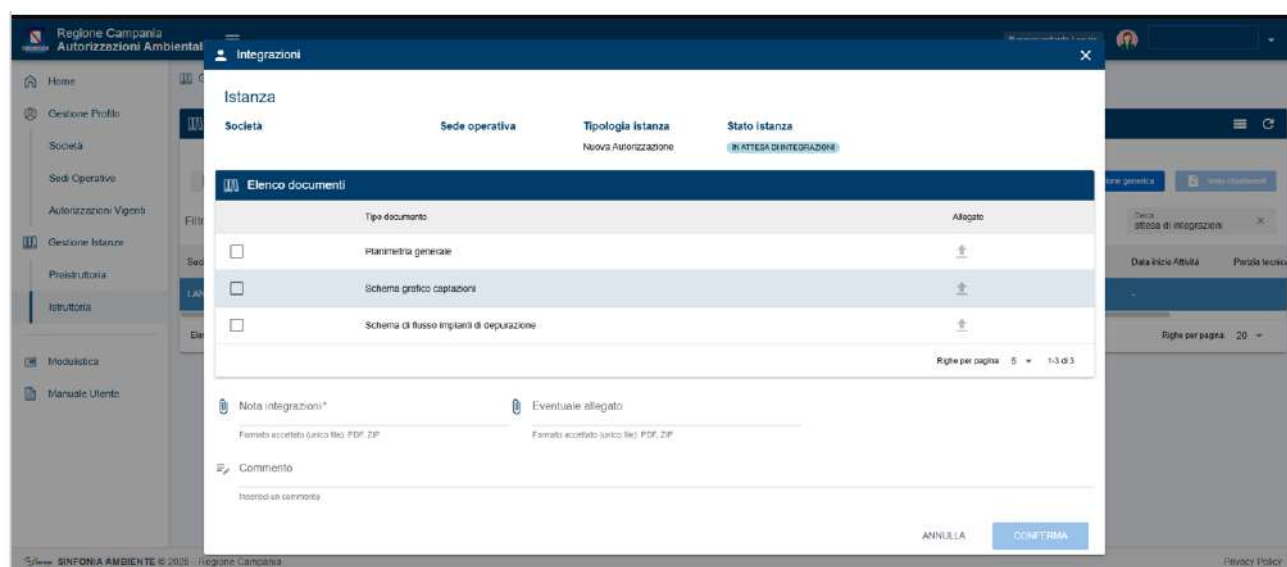 Regione Campania
Autorizzazioni Ambiental
Home
Gestione Profilo
Società
Sedi Operative
Autorizzazioni Vigenti
Gestione Istanze
Preistruttoria
Istruttoria
Modulistica
Manuale Utente
Integrazioni
Istanza
Società Sede operativa Tipologia istanza Stato istanza
Nuova Autorizzazione IN ATTESA DI INTEGRAZIONI
Elenco documenti
Tipo documento Allegato
Planimetria generale
Schema grafico captazioni
Schema di flusso impianti di depurazione
Righe per pagina 5 1-3 di 3
Nota integrazioni* Eventuale allegato
Formato accettato (unico file): PDF, ZIP Formato accettato (unico file): PDF, ZIP
Commento
Inserisci un commento
ANNULLA CONFERMA
one generica
Cerca
attesa di integrazioni
Filtr
Data Inizio Attività Perizia tecnica
Righe per pagina 20
SINFONIA AMBIENTE © 2025 - Regione Campania
Privacy Policy